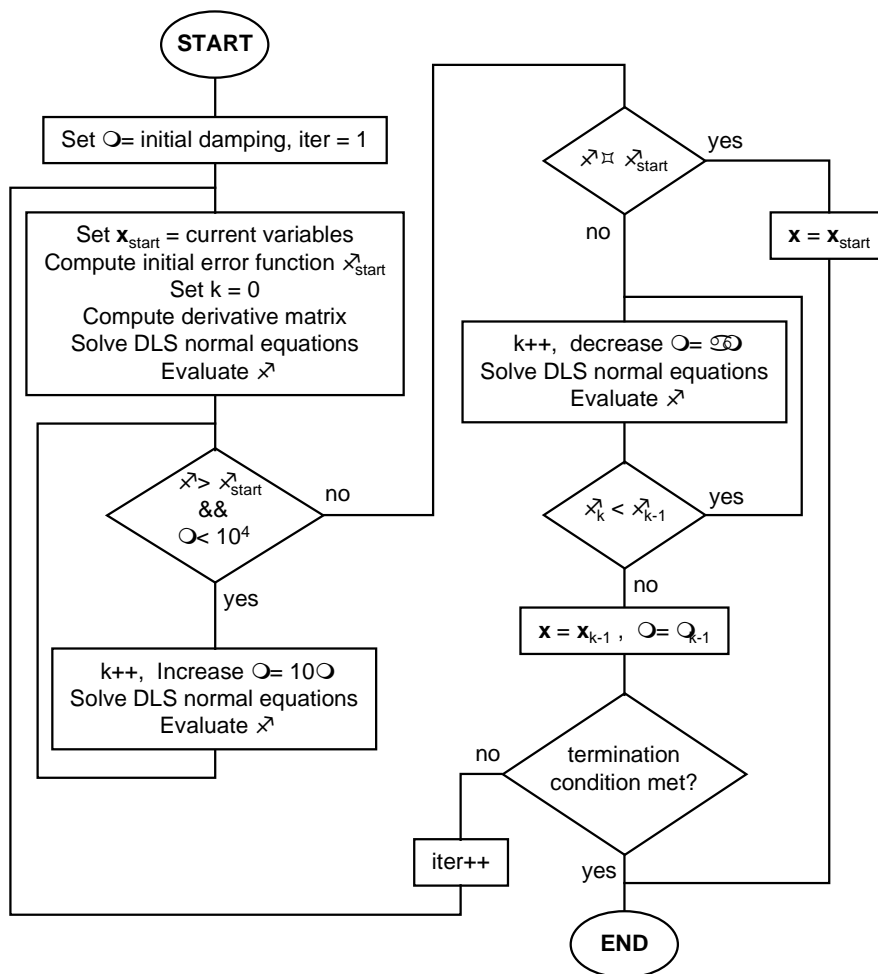 START
Set ❍= initial damping, iter = 1
Set x_start = current variables
Compute initial error function ♐_start
Set k = 0
Compute derivative matrix
Solve DLS normal equations
Evaluate ♐
♐> ♐_start
&&
❍< 10⁴
no
yes
k++, Increase ❍= 10❍
Solve DLS normal equations
Evaluate ♐
♐⌑ ♐_start
yes
no
x = x_start
k++, decrease ❍= ♋❍
Solve DLS normal equations
Evaluate ♐
♐_k < ♐_k-1
yes
no
x = x_k-1 , ❍= ❍_k-1
termination
condition met?
no
iter++
yes
END